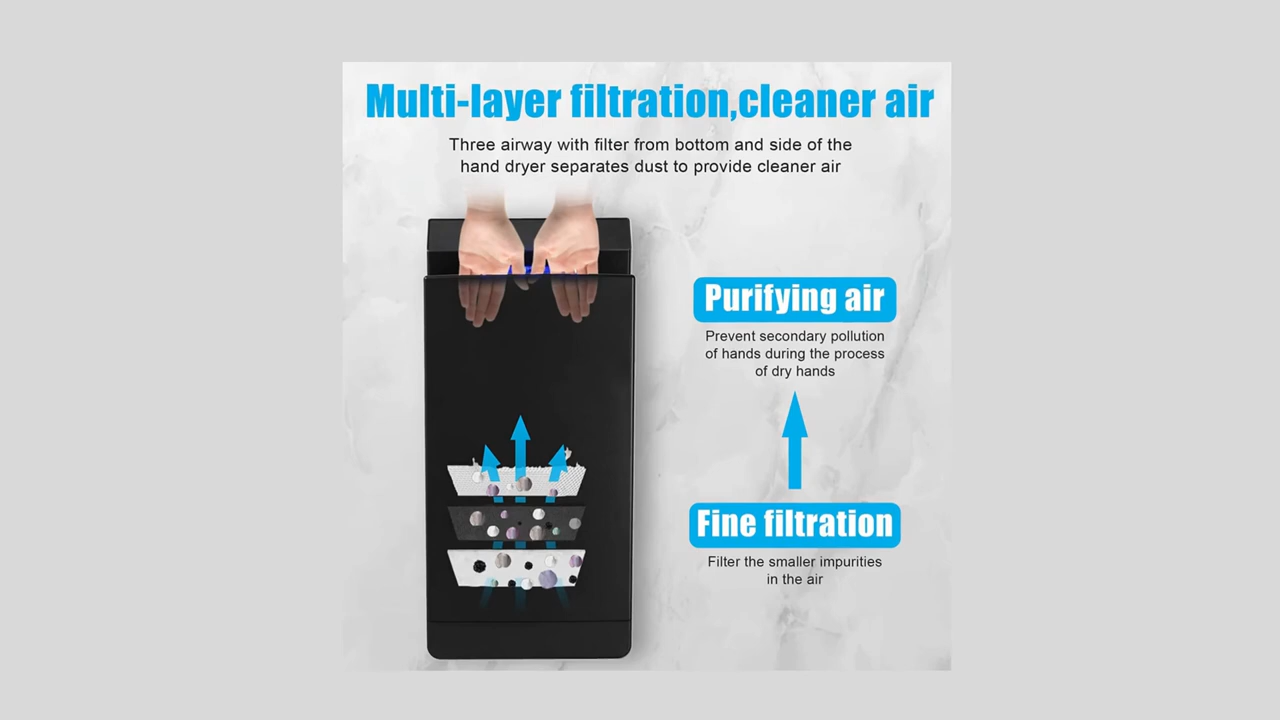 Multi-layer filtration,cleaner air
Three airway with filter from bottom and side of the
hand dryer separates dust to provide cleaner air
Purifying air
Prevent secondary pollution
of hands during the process
of dry hands
Fine filtration
Filter the smaller impurities
in the air